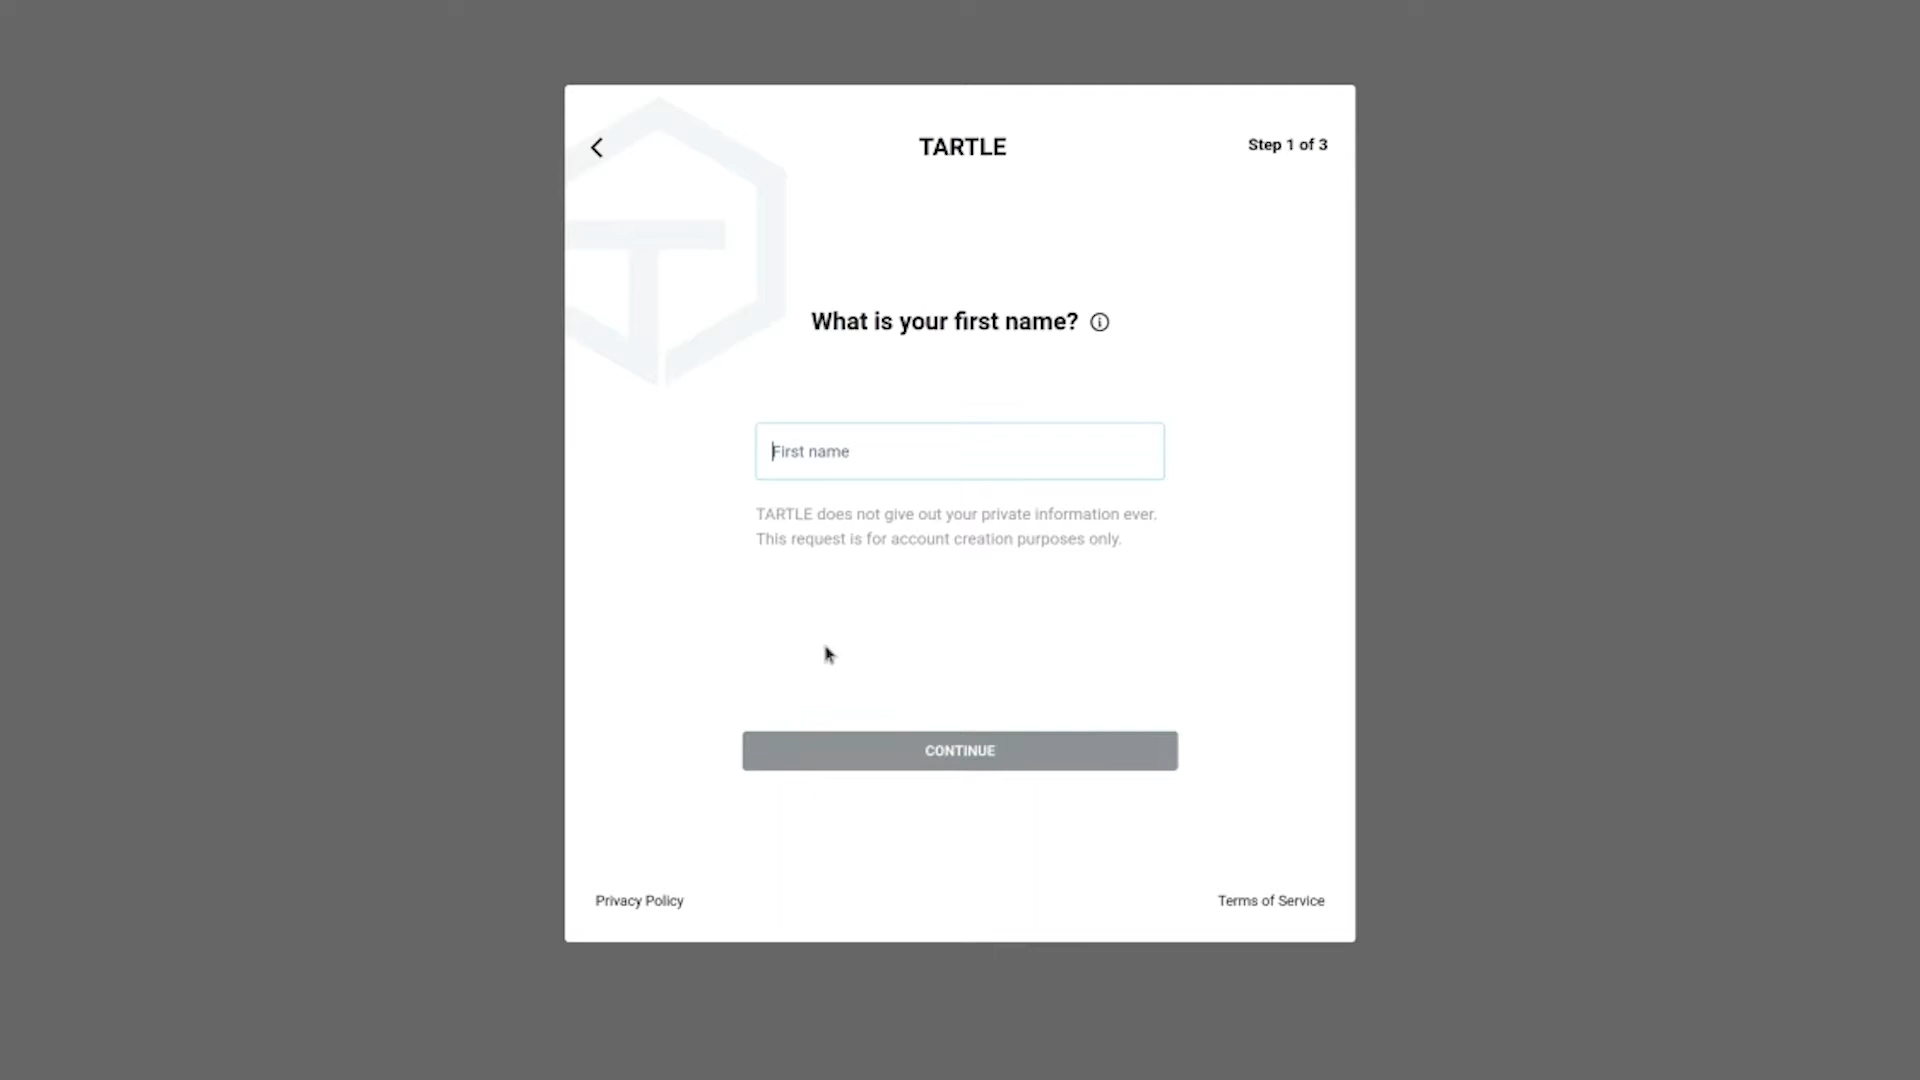 TARTLE
Step 1 of 3
What is your first name?
First name
TARTLE does not give out your private information ever.
This request is for account creation purposes only.
CONTINUE
Privacy Policy
Terms of Service